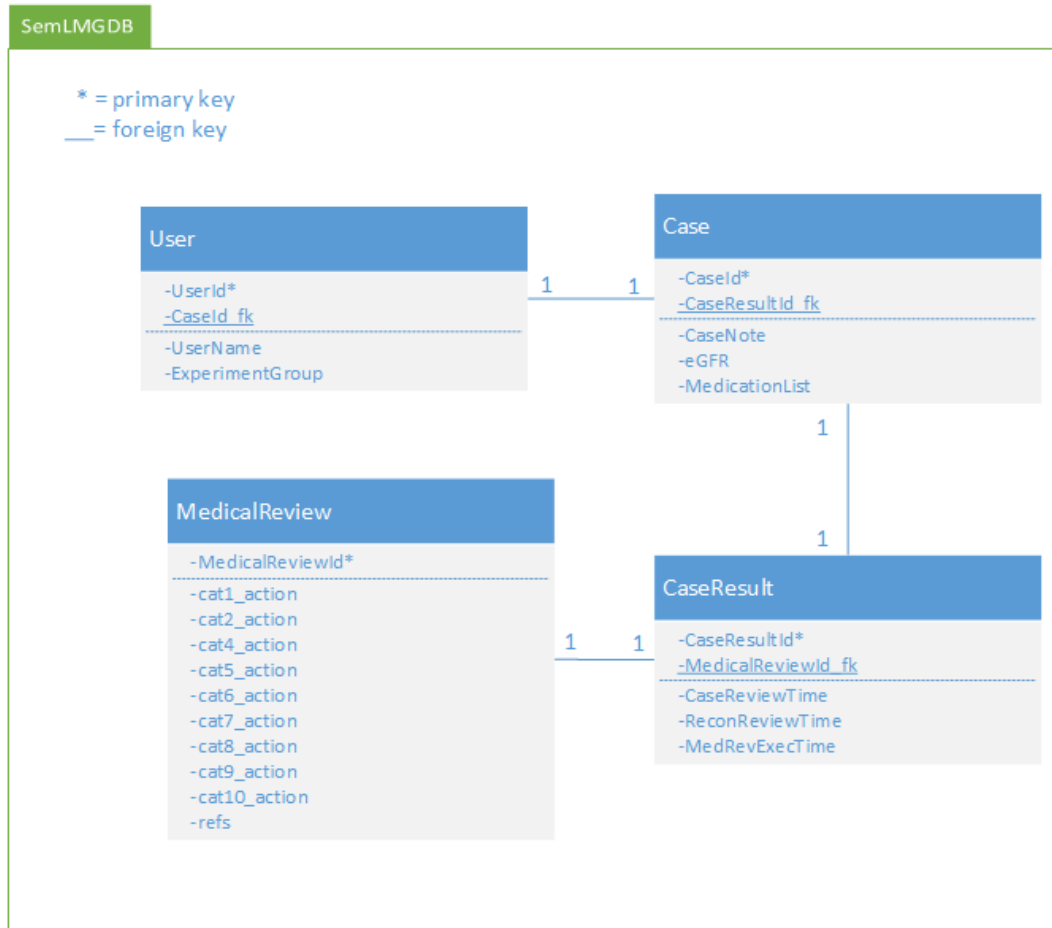 SemLMGDB
* = primary key
__= foreign key
User
-UserId*
-CaseId_fk
-UserName
-ExperimentGroup
1
1
Case
-CaseId*
-CaseResultId_fk
-CaseNote
-eGFR
-MedicationList
1
1
MedicalReview
-MedicalReviewId*
-cat1_action
-cat2_action
-cat4_action
-cat5_action
-cat6_action
-cat7_action
-cat8_action
-cat9_action
-cat10_action
-refs
1
1
CaseResult
-CaseResultId*
-MedicalReviewId_fk
-CaseReviewTime
-ReconReviewTime
-MedRevExecTime